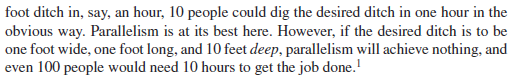 foot ditch in, say, an hour, 10 people could dig the desired ditch in one hour in the
obvious way. Parallelism is at its best here. However, if the desired ditch is to be
one foot wide, one foot long, and 10 feet deep, parallelism will achieve nothing, and
even 100 people would need 10 hours to get the job done.¹